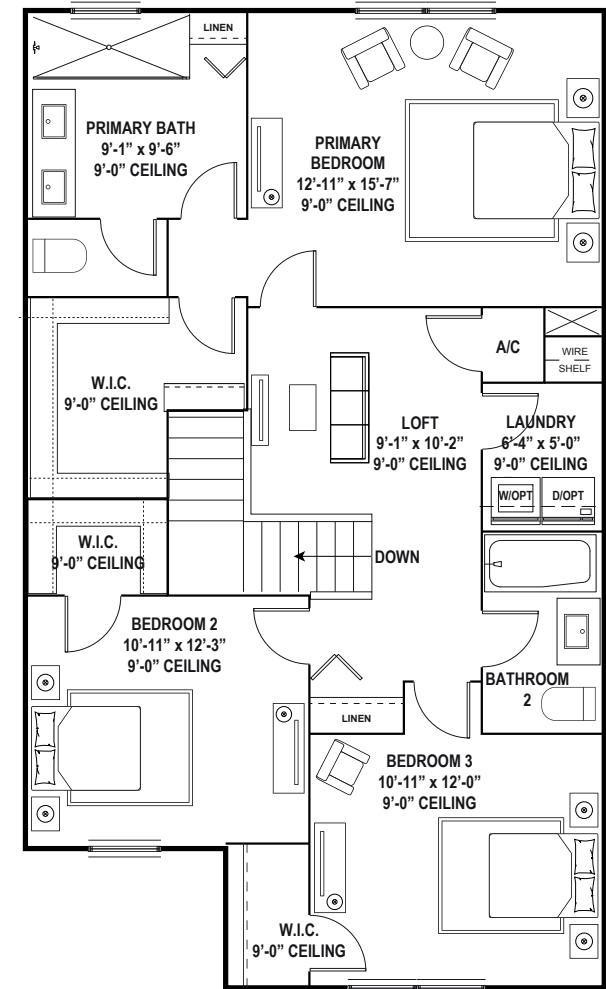 LINEN
PRIMARY BATH
9’-1” x 9’-6”
9’-0” CEILING
PRIMARY
BEDROOM
12’-11” x 15’-7”
9’-0” CEILING
A/C
WIRE
SHELF
W.I.C.
9’-0” CEILING
LOFT
9’-1” x 10’-2”
9’-0” CEILING
LAUNDRY
6’-4” x 5’-0”
9’-0” CEILING
W/OPT
D/OPT
W.I.C.
9’-0” CEILING
DOWN
BEDROOM 2
10’-11” x 12’-3”
9’-0” CEILING
BATHROOM
2
LINEN
BEDROOM 3
10’-11” x 12’-0”
9’-0” CEILING
W.I.C.
9’-0” CEILING